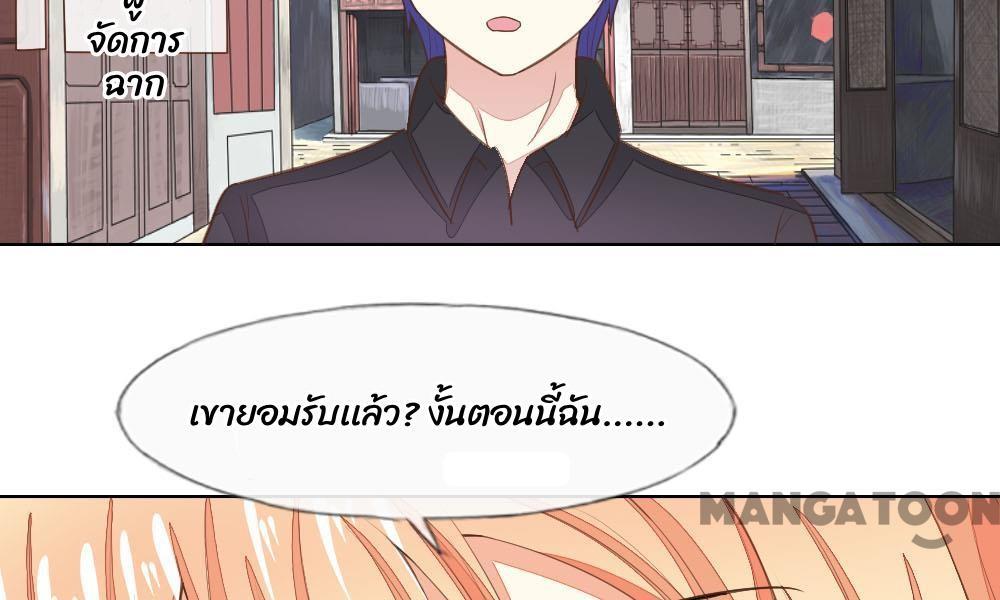 ผู้
จัดการ
ฉาก
เขายอมรับแล้ว? งั้นตอนนี้ฉัน......
MANGATOON